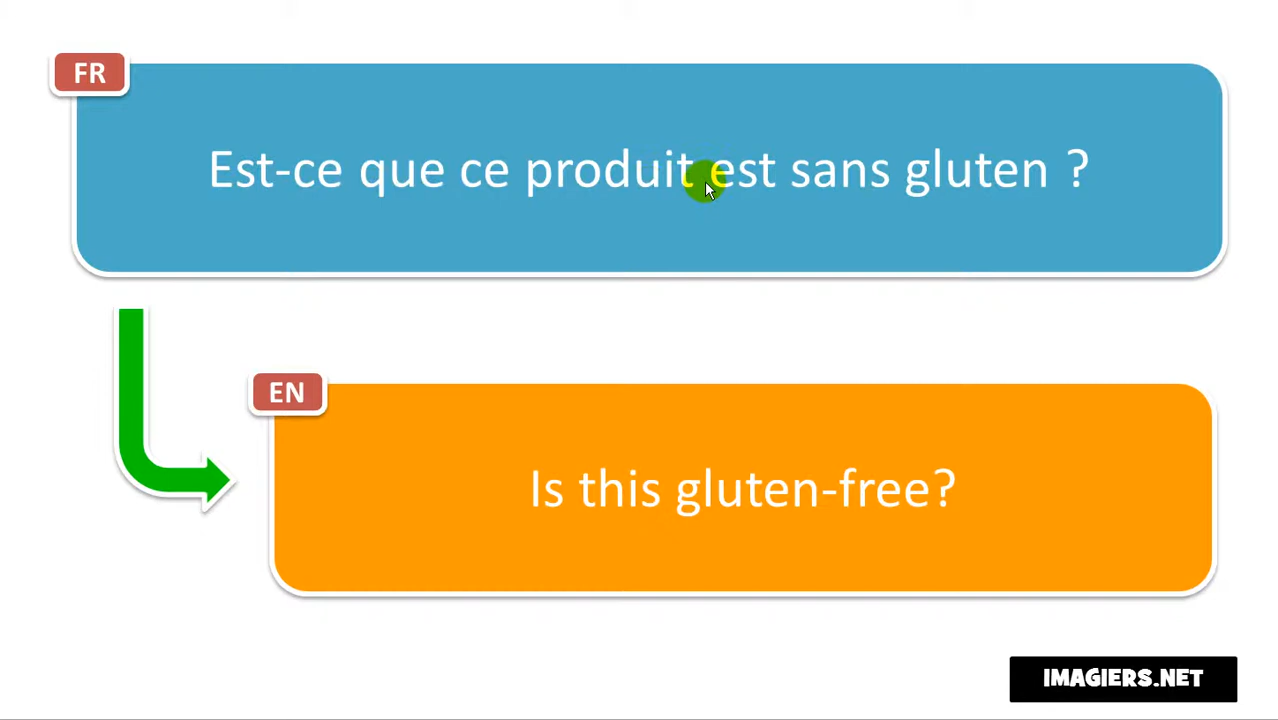 FR
Est-ce que ce produit est sans gluten ?
EN
Is this gluten-free?
IMAGIERS.NET